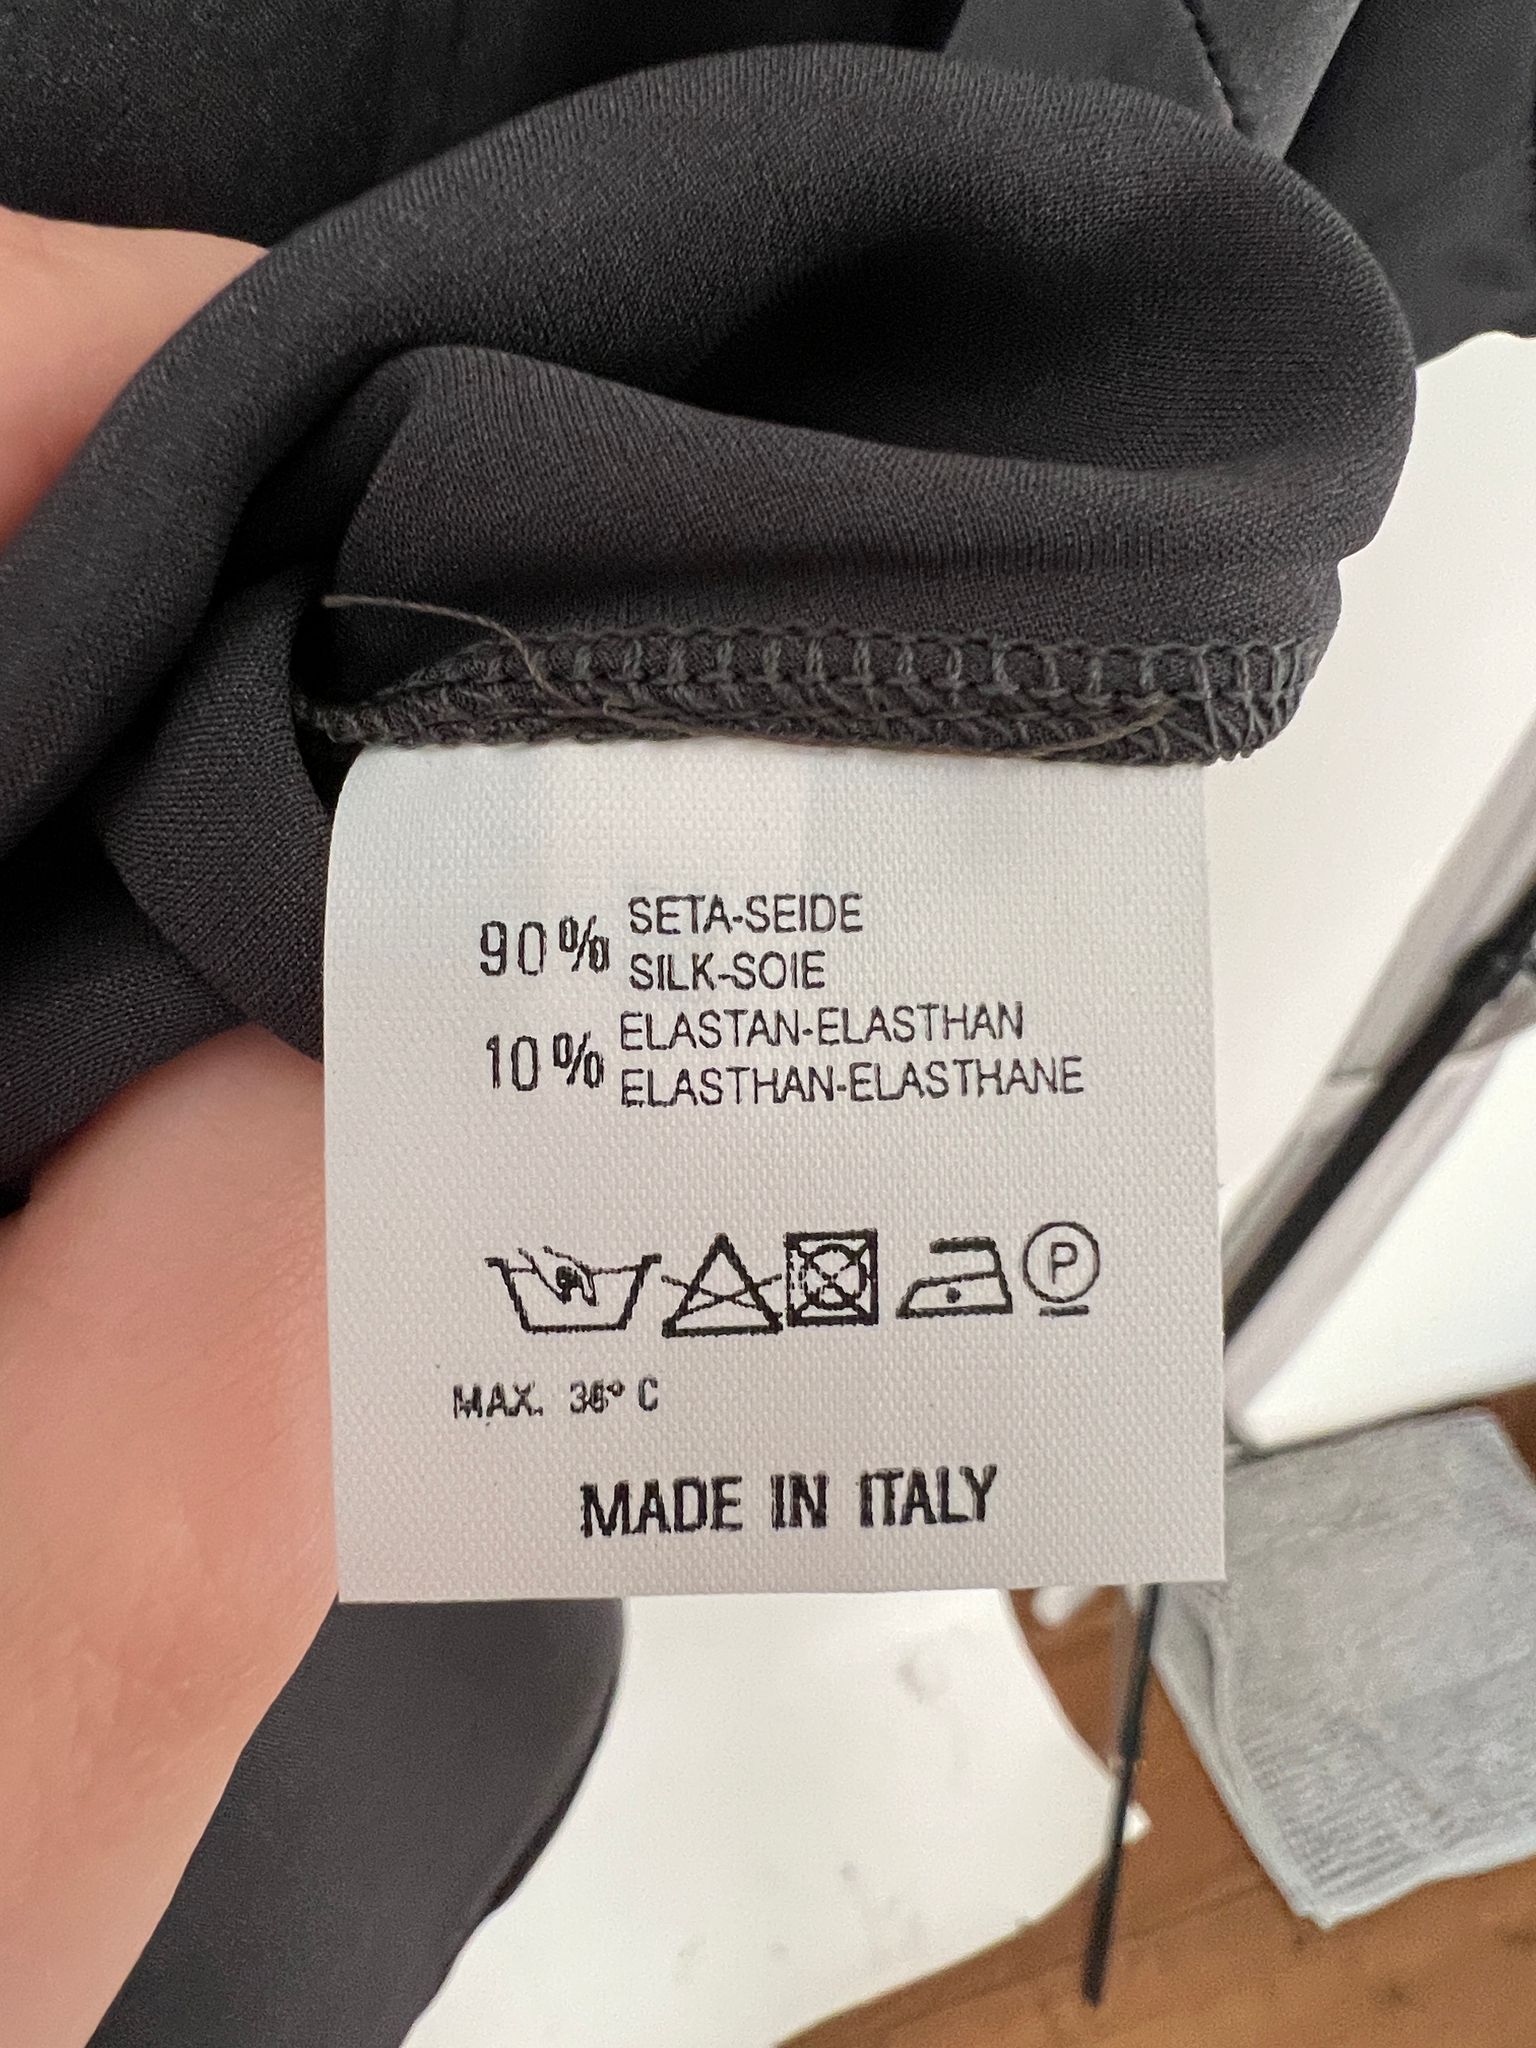 90% SETA-SEIDE
SILK-SOIE
10% ELASTAN-ELASTHAN
ELASTHAN-ELASTHANE
P
MAX. C
MADE IN ITALY